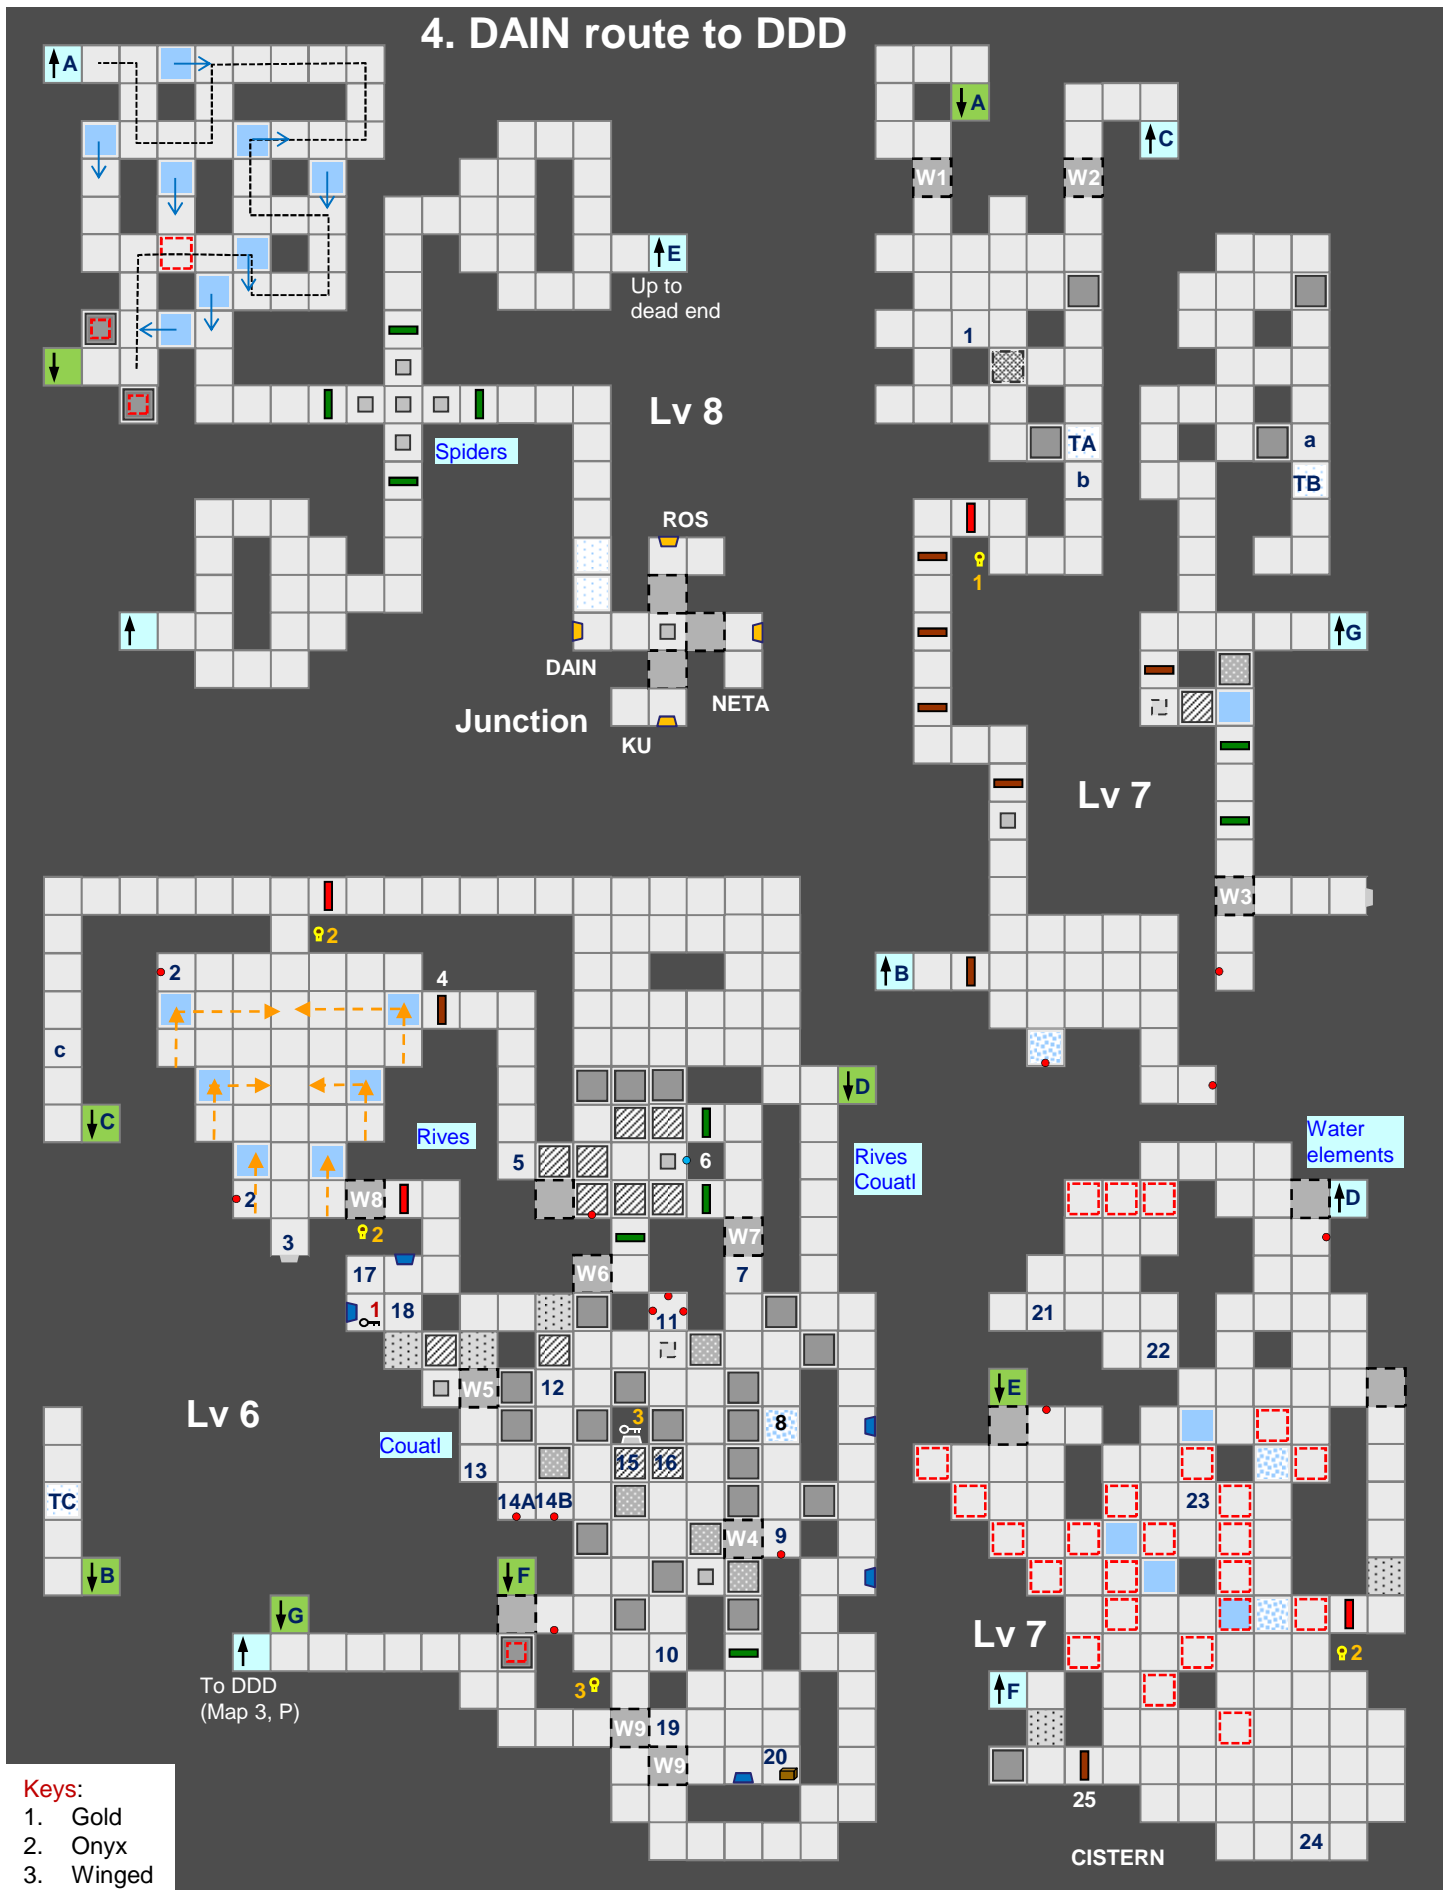 4. DAIN route to DDD
A
A
C
W1
W2
E
Up to
dead end
1
Lv 8
Spiders
TA
a
b
TB
ROS
1
G
DAIN
NETA
Junction
KU
Lv 7
W3
2
2
4
B
c
D
C
Rives
5
6
Rives
Couatl
Water
elements
2
W8
D
2
3
W7
17
W6
7
1
18
11
21
22
W5
12
E
Lv 6
3
8
Couatl
13
15
16
TC
14A
14B
23
W4
9
B
F
G
Lv 7
10
2
To DDD
(Map 3, P)
3
F
W9
19
W9
20
Keys:
1. Gold
2. Onyx
3. Winged
25
24
CISTERN